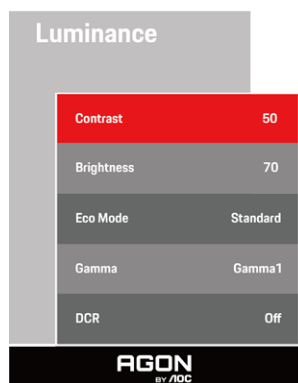 Luminance
Contrast 50
Brightness 70
Eco Mode Standard
Gamma Gamma1
DCR Off
AGON
BY AOC